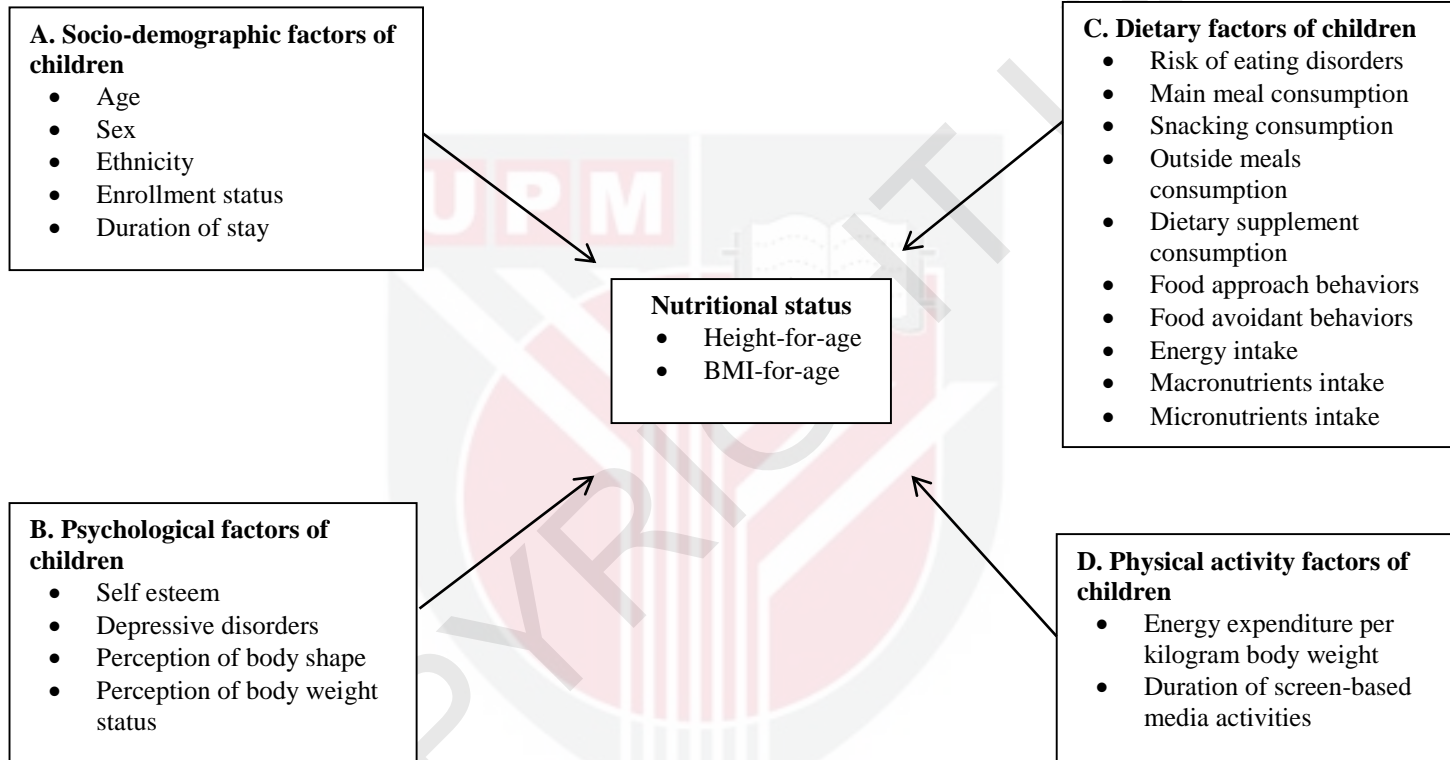 A. Socio-demographic factors of
children
• Age
• Sex
• Ethnicity
• Enrollment status
• Duration of stay
B. Psychological factors of
children
• Self esteem
• Depressive disorders
• Perception of body shape
• Perception of body weight
status
Nutritional status
• Height-for-age
• BMI-for-age
C. Dietary factors of children
• Risk of eating disorders
• Main meal consumption
• Snacking consumption
• Outside meals
consumption
• Dietary supplement
consumption
• Food approach behaviors
• Food avoidant behaviors
• Energy intake
• Macronutrients intake
• Micronutrients intake
D. Physical activity factors of
children
• Energy expenditure per
kilogram body weight
• Duration of screen-based
media activities
UPM
PYRIGHT